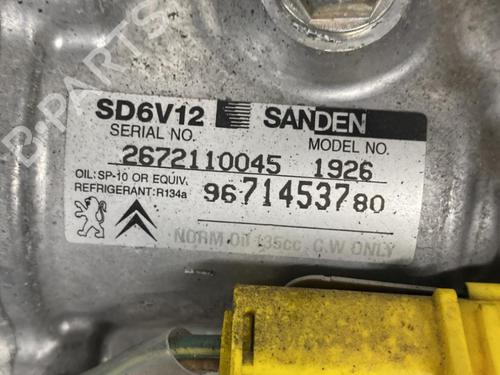 SD6V12 SANDEN
SERIAL NO. MODEL NO.
2672110045 1926
OIL:SP-10 OR EQUIV.
REFRIGERANT:R134a
9671453780
NORM.Oil 135cc C.W ONLY